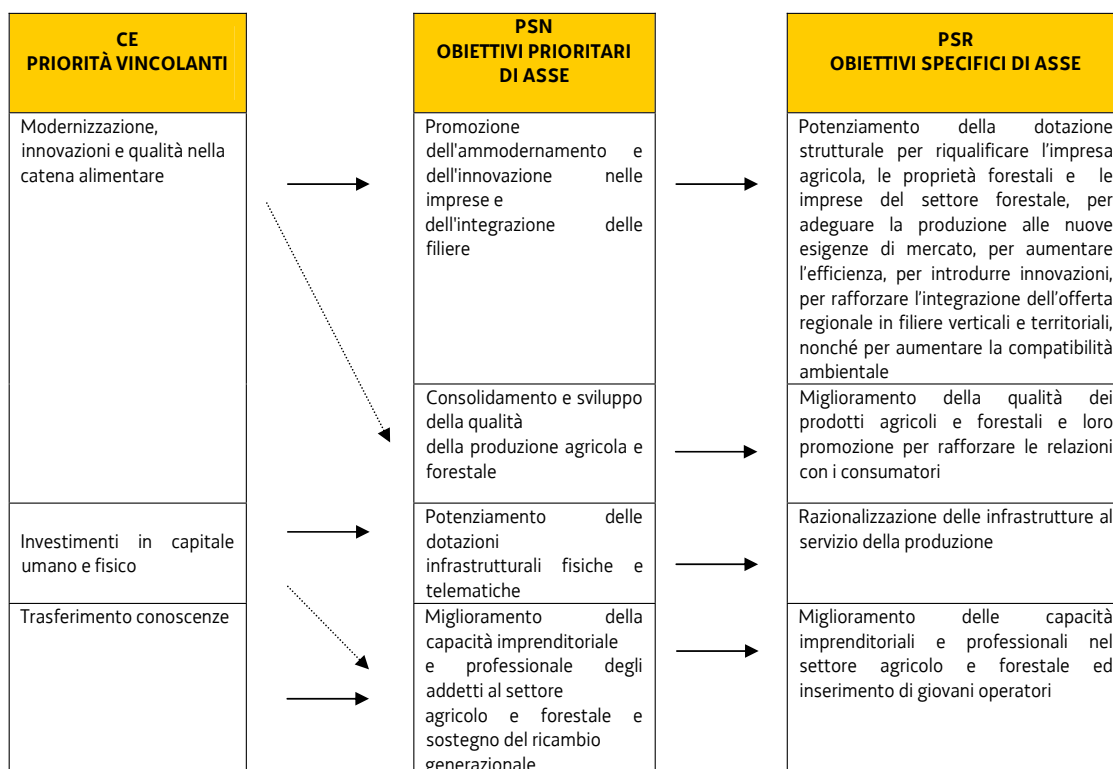 CE
PRIORITÀ VINCOLANTI
PSN
OBIETTIVI PRIORITARI
DI ASSE
PSR
OBIETTIVI SPECIFICI DI ASSE
Modernizzazione,
innovazioni e qualità nella
catena alimentare
Promozione
dell'ammodernamento e
dell'innovazione nelle
imprese e
dell'integrazione delle
filiere
Potenziamento della dotazione
strutturale per riqualificare l'impresa
agricola, le proprietà forestali e le
imprese del settore forestale, per
adeguare la produzione alle nuove
esigenze di mercato, per aumentare
l'efficienza, per introdurre innovazioni,
per rafforzare l'integrazione dell'offerta
regionale in filiere verticali e territoriali,
nonché per aumentare la compatibilità
ambientale
Consolidamento e sviluppo
della qualità
della produzione agricola e
forestale
Miglioramento della qualità dei
prodotti agricoli e forestali e loro
promozione per rafforzare le relazioni
con i consumatori
Investimenti in capitale
umano e fisico
Potenziamento delle
dotazioni
infrastrutturali fisiche e
telematiche
Razionalizzazione delle infrastrutture al
servizio della produzione
Trasferimento conoscenze
Miglioramento della
capacità imprenditoriale
e professionale degli
addetti al settore
agricolo e forestale e
sostegno del ricambio
generazionale
Miglioramento delle capacità
imprenditoriali e professionali nel
settore agricolo e forestale ed
inserimento di giovani operatori